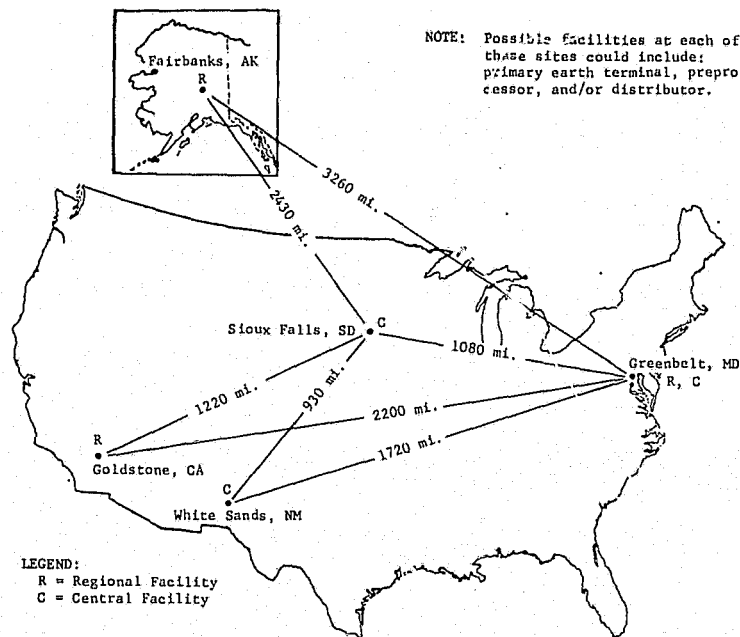 NOTE: Possible facilities at each of
these sites could include:
primary earth terminal, prepro
cessor, and/or distributor.
Fairbanks, AK
R
3260 mi.
2430 mi.
Sioux Falls, SD
C
1080 mi.
Greenbelt, MD
R, C
1220 mi.
930 mi.
2200 mi.
1720 mi.
R
Goldstone, CA
C
White Sands, NM
LEGEND:
R = Regional Facility
C = Central Facility